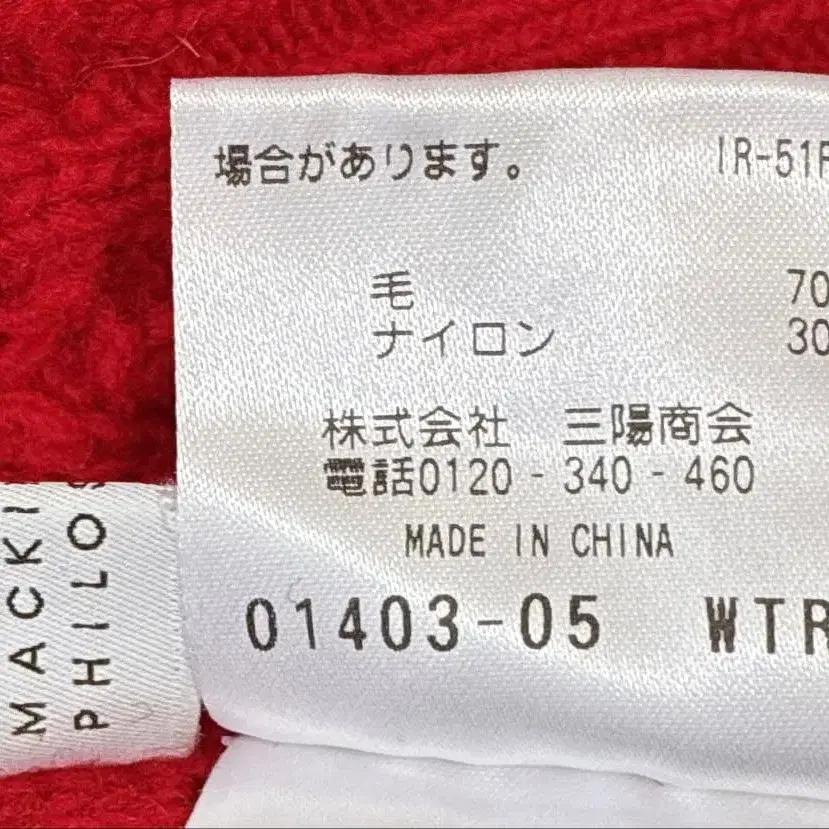 場合があります。 IR-51
毛 70
ナイロン 30
株式会社 三陽商会
電話0120-340-460
MADE IN CHINA
01403-05 WTR
MACKI
PHILO